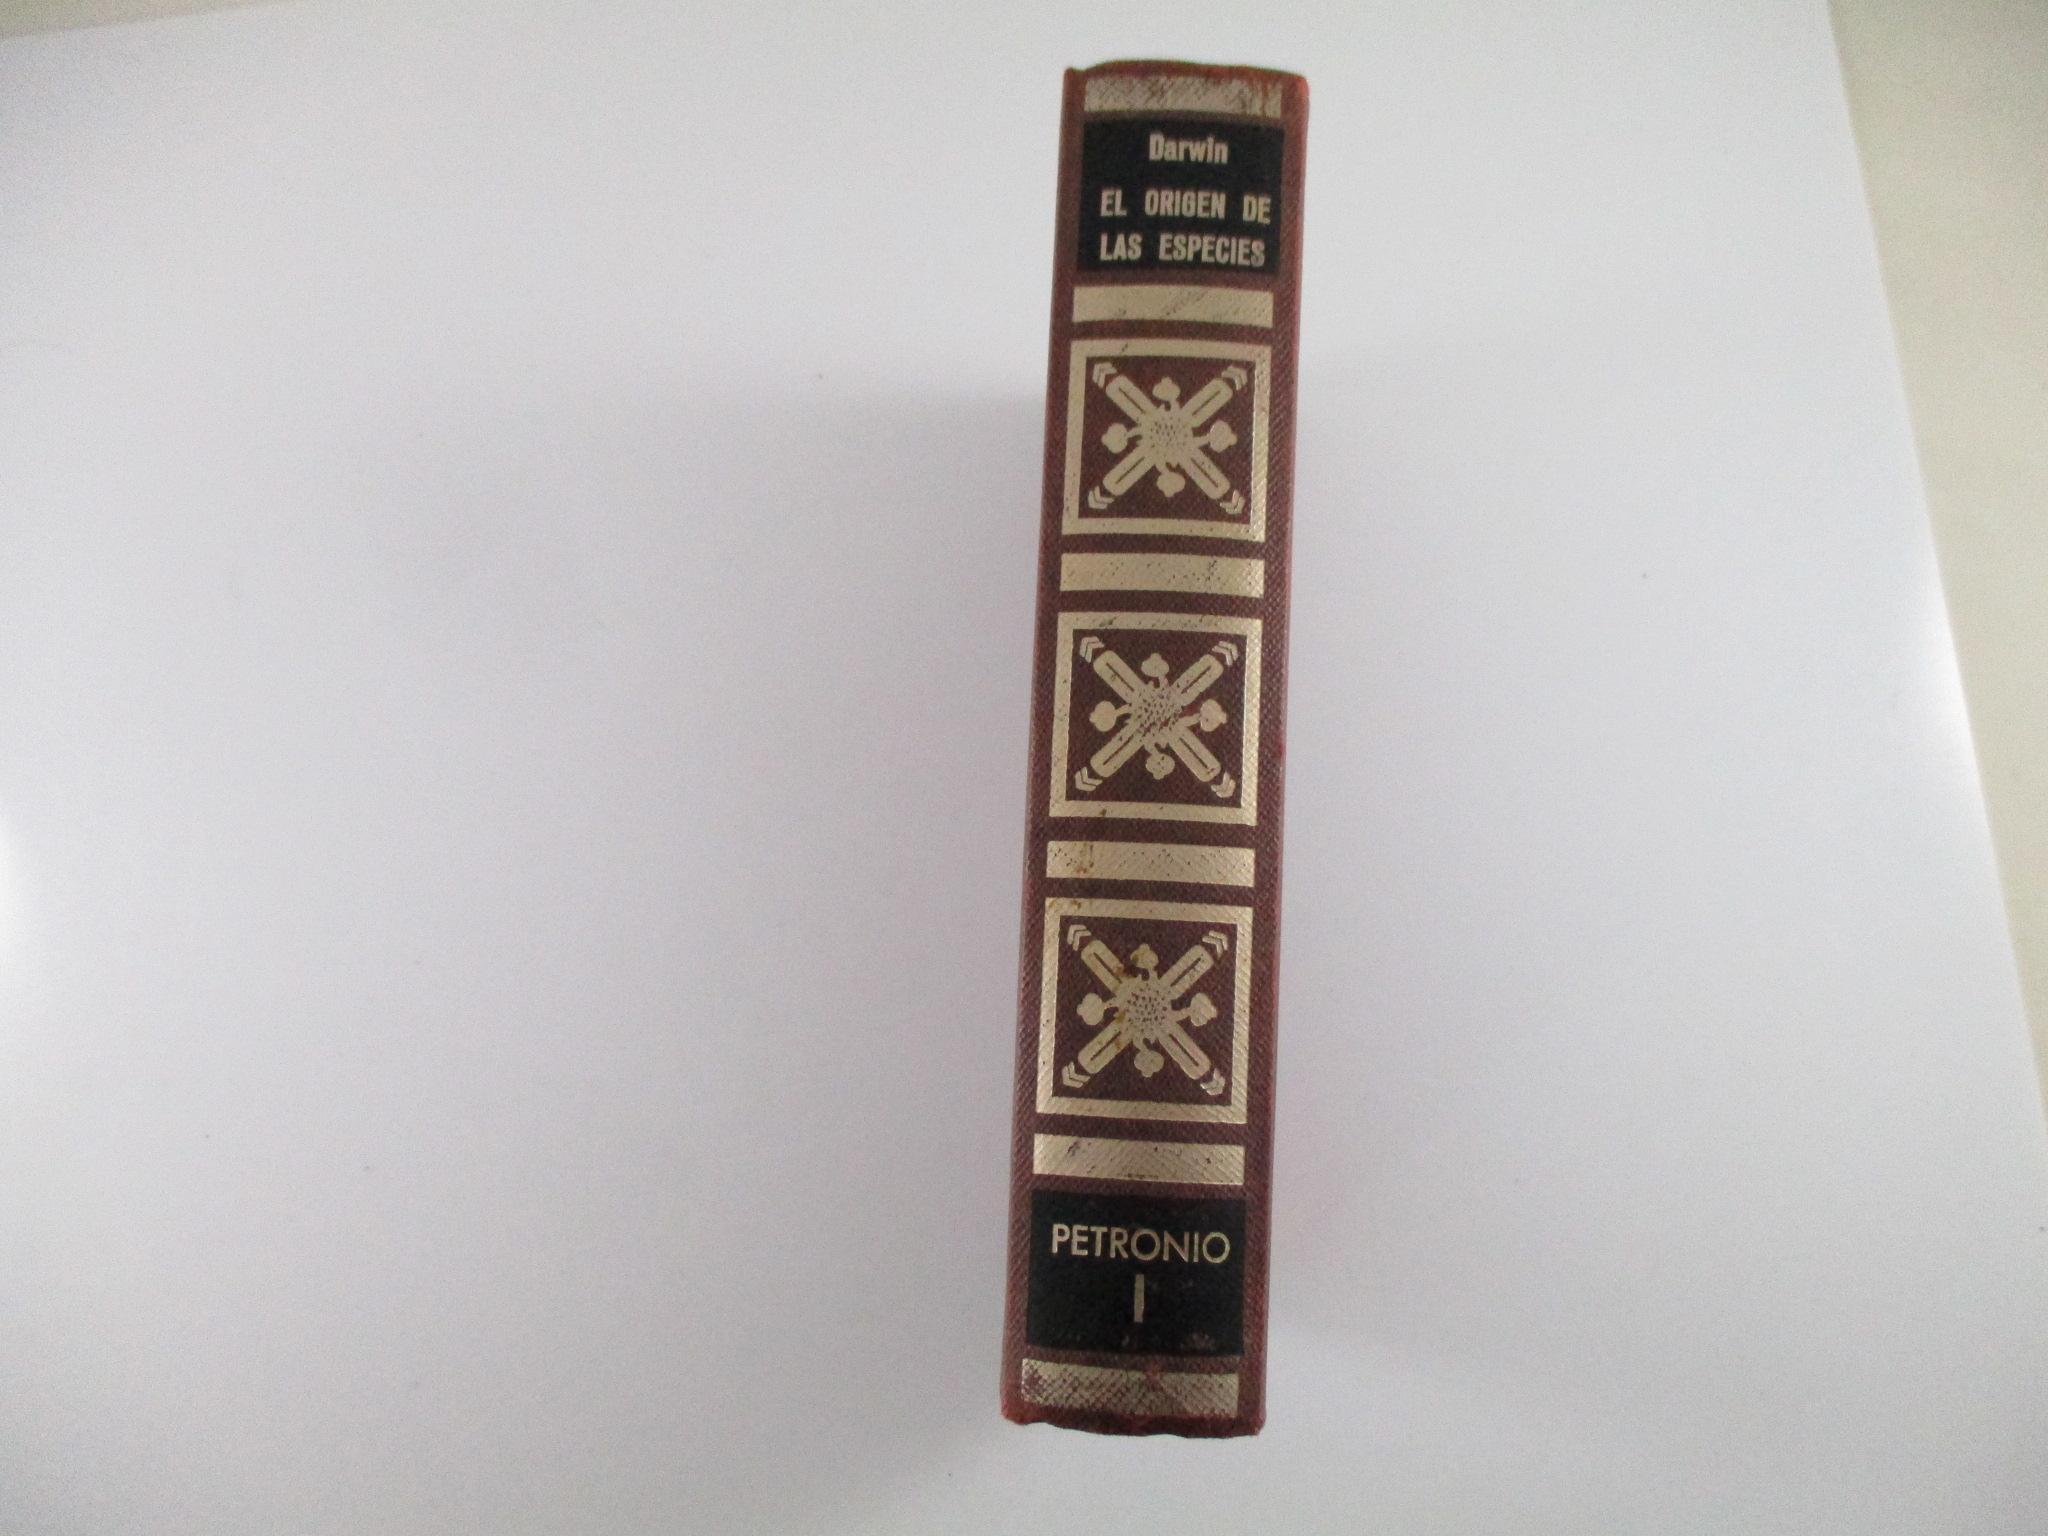 Darwin
EL ORIGEN DE
LAS ESPECIES
PETRONIO
I